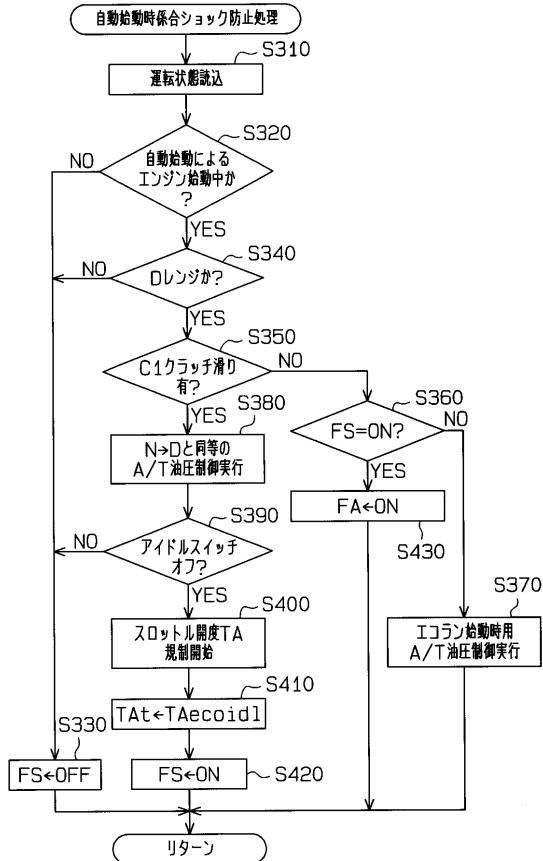 自動始動時係合ショック防止処理
S310
運転状態読込
S320
自動始動による
エンジン始動中か
?
NO
YES
S340
Dレンジか?
NO
YES
S350
C1クラッチ滑り
有?
NO
YES
S360
FS=ON?
NO
YES
S380
N→Dと同等の
A/T油圧制御実行
FA←ON
S430
S390
アイドルスイッチ
オフ?
NO
YES
S370
エコラン始動時用
A/T油圧制御実行
S400
スロットル開度TA
規制開始
S410
TAt←TAecoidl
S330
FS←OFF
FS←ON
S420
リターン